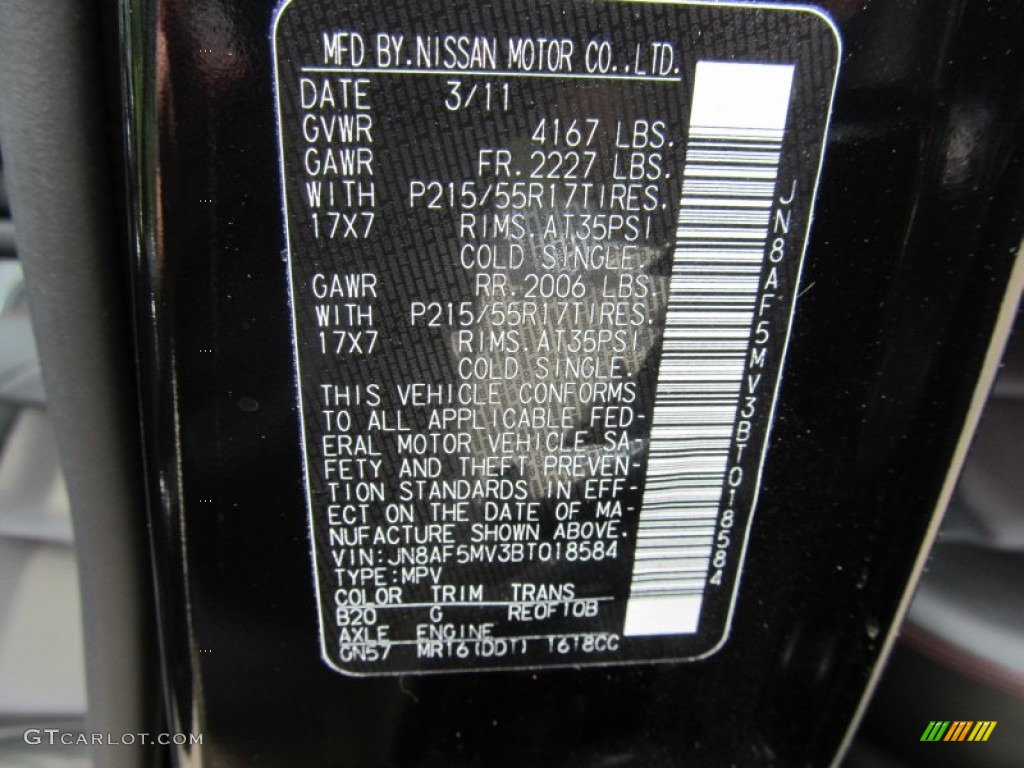 MFD BY.NISSAN MOTOR CO.,LTD.
DATE 3/11
GVWR 4167 LBS.
GAWR FR.2227 LBS.
WITH P215/55R17TIRES.
17X7 RIMS.AT35PSI
COLD SINGLE.
GAWR RR.2006 LBS.
WITH P215/55R17TIRES.
17X7 RIMS.AT35PSI
COLD SINGLE.
THIS VEHICLE CONFORMS
TO ALL APPLICABLE FED-
ERAL MOTOR VEHICLE SA-
FETY AND THEFT PREVEN-
TION STANDARDS IN EFF-
ECT ON THE DATE OF MA-
NUFACTURE SHOWN ABOVE.
VIN:JN8AF5MV3BT018584
TYPE:MPV
COLOR TRIM TRANS
B20 G RE0F10B
AXLE ENGINE
GN57 MR16(DDT) 1618CC
JN8AF5MV3BT018584
GTCARLOT.COM